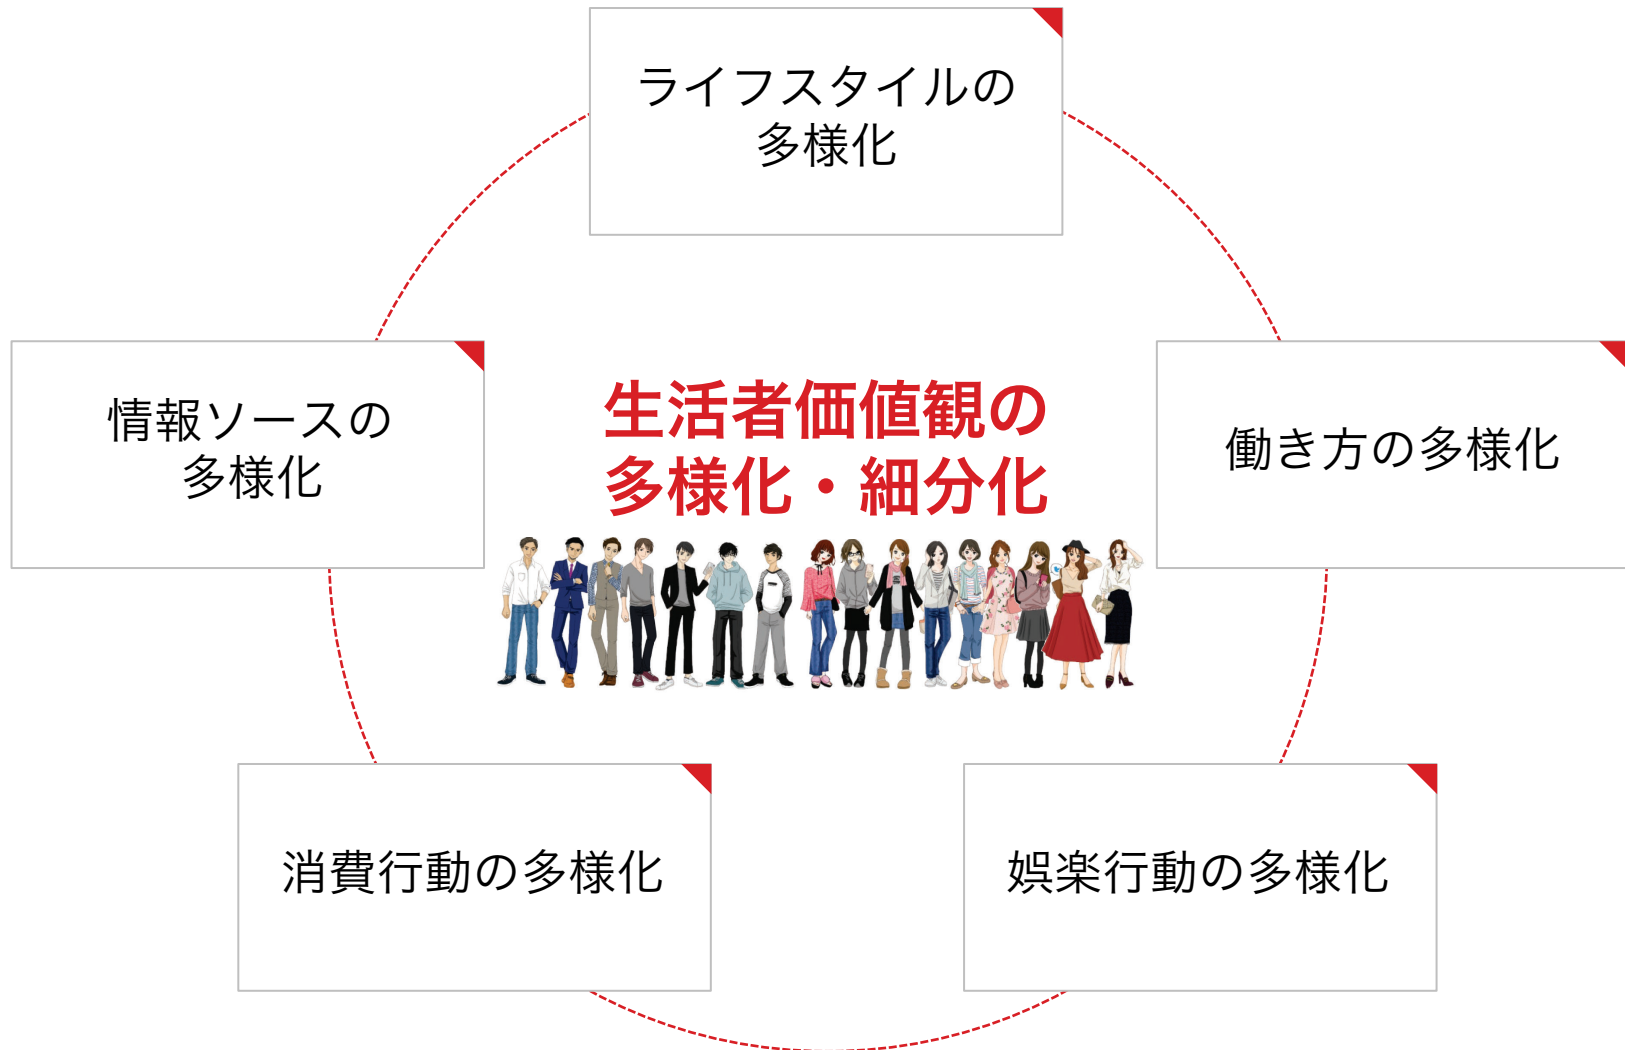 ライフスタイルの
多様化
情報ソースの
多様化
生活者価値観の
多様化・細分化
働き方の多様化
消費行動の多様化
娯楽行動の多様化